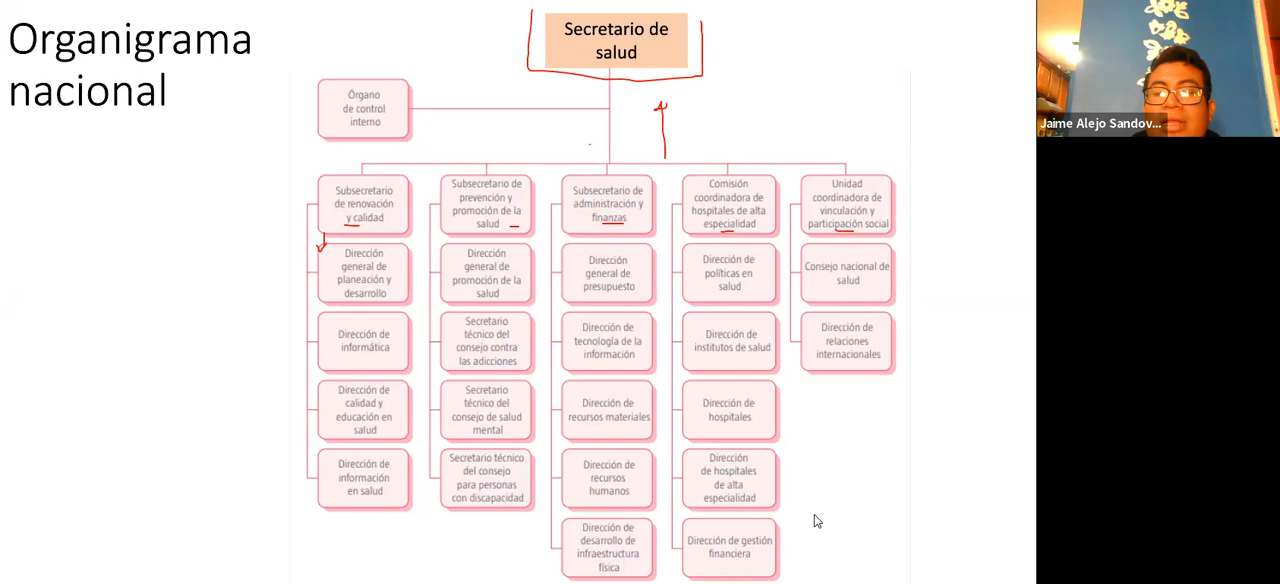 Organigrama
nacional
Secretario de
salud
Órgano
de control
interno
Subsecretario
de renovación
y calidad
Dirección
general de
planeación y
desarrollo
Dirección de
informática
Dirección de
calidad y
educación en
salud
Dirección de
información
en salud
Subsecretario de
prevención y
promoción de la
salud
Dirección
general de
promoción de la
salud
Secretario
técnico del
consejo contra
las adicciones
Secretario
técnico del
consejo de salud
mental
Secretario técnico
del consejo
para personas
con discapacidad
Subsecretario de
administración y
finanzas
Dirección
general de
presupuesto
Dirección de
tecnología de la
información
Dirección de
recursos materiales
Dirección de
recursos
humanos
Dirección de
desarrollo de
infraestructura
física
Comisión
coordinadora de
hospitales de alta
especialidad
Dirección de
políticas en
salud
Dirección de
institutos de salud
Dirección de
hospitales
Dirección
de hospitales
de alta
especialidad
Dirección de gestión
financiera
Unidad
coordinadora de
vinculación y
participación social
Consejo nacional de
salud
Dirección de
relaciones
internacionales
Jaime Alejo Sandov...